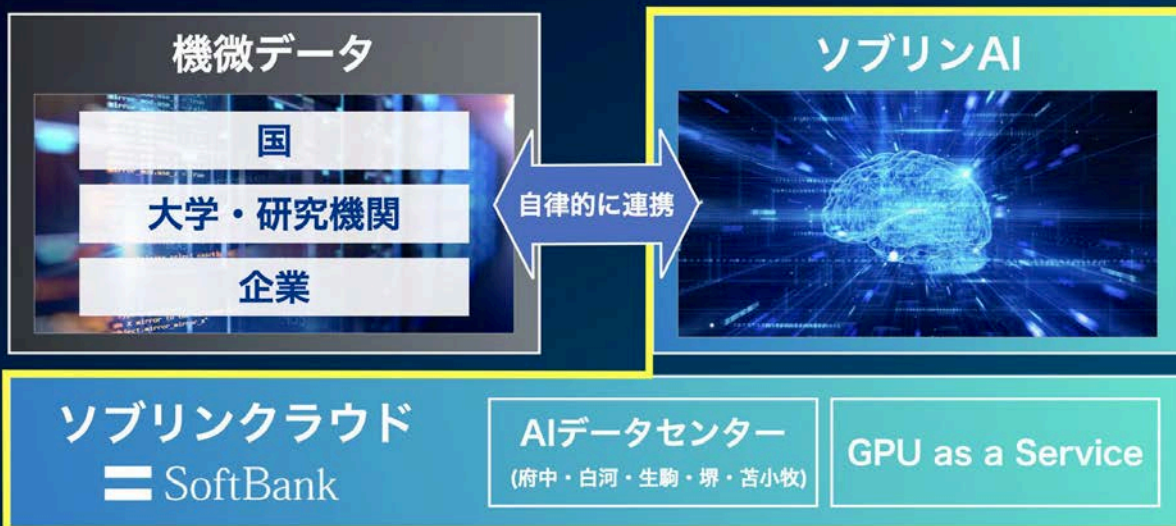 機微データ
国
大学・研究機関
企業
自律的に連携
ソブリンAI
ソブリンクラウド
SoftBank
AIデータセンター
(府中・白河・生駒・堺・苫小牧)
GPU as a Service